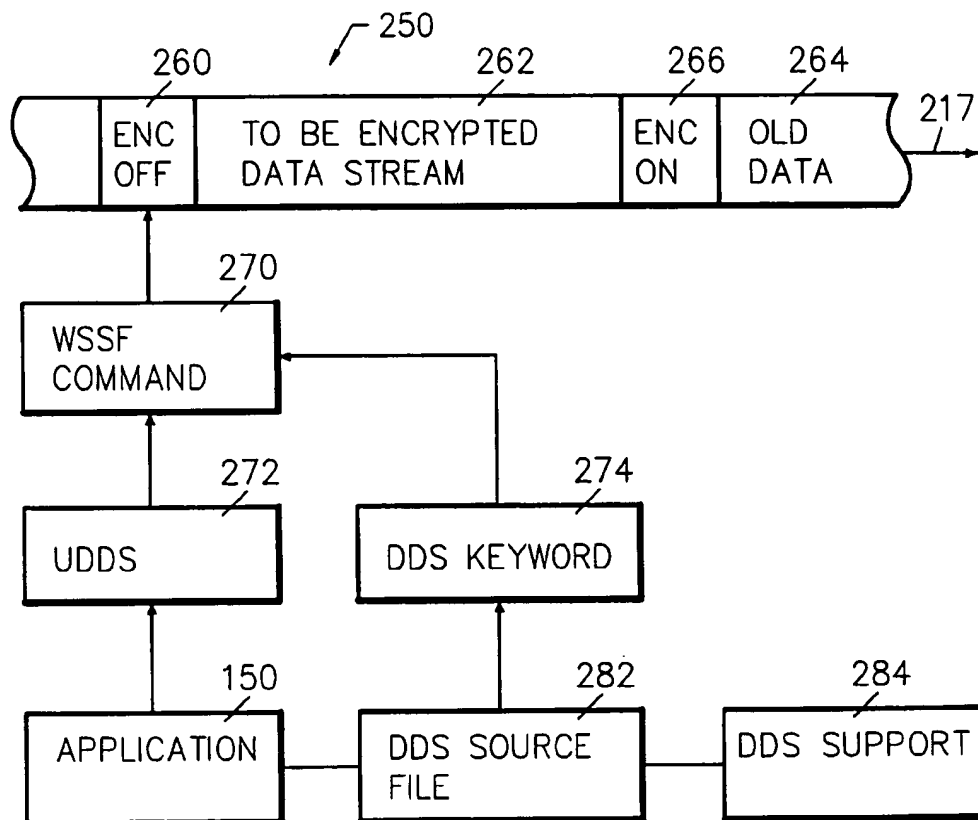 250
260
262
266
264
217
ENC
OFF
TO BE ENCRYPTED
DATA STREAM
ENC
ON
OLD
DATA
270
WSSF
COMMAND
272
UDDS
274
DDS KEYWORD
150
APPLICATION
282
DDS SOURCE
FILE
284
DDS SUPPORT